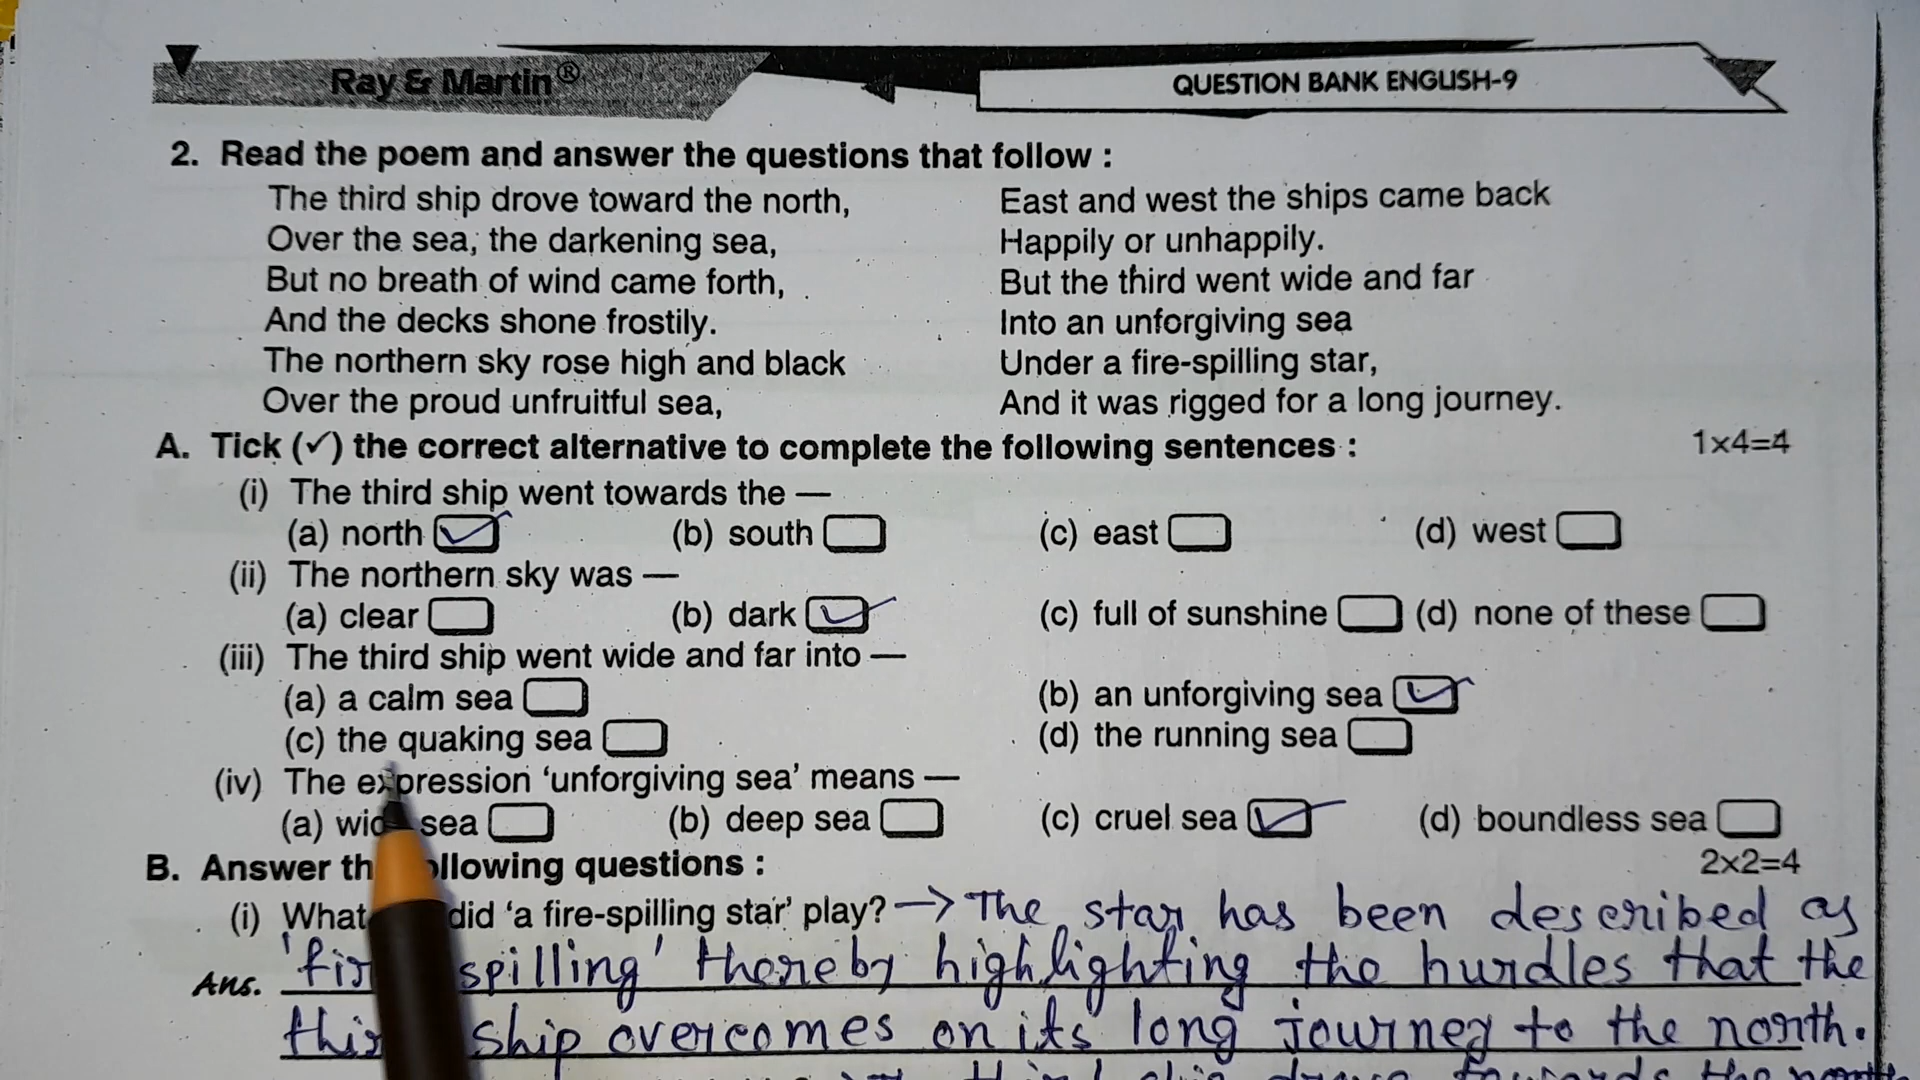 Ray & Martin®
QUESTION BANK ENGLISH-9
2. Read the poem and answer the questions that follow :
The third ship drove toward the north,
Over the sea, the darkening sea,
But no breath of wind came forth,
And the decks shone frostily.
The northern sky rose high and black
Over the proud unfruitful sea,
East and west the ships came back
Happily or unhappily.
But the third went wide and far
Into an unforgiving sea
Under a fire-spilling star,
And it was rigged for a long journey.
A. Tick (✓) the correct alternative to complete the following sentences : 1×4=4
(i) The third ship went towards the —
(a) north ✓ (b) south (c) east (d) west
(ii) The northern sky was —
(a) clear (b) dark ✓ (c) full of sunshine (d) none of these
(iii) The third ship went wide and far into —
(a) a calm sea (b) an unforgiving sea ✓
(c) the quaking sea (d) the running sea
(iv) The expression 'unforgiving sea' means —
(a) sea (b) deep sea (c) cruel sea ✓ (d) boundless sea
B. Answer following questions : 2×2=4
(i) What did 'a fire-spilling star' play? → The star has been described as
Ans. spilling' thereby highlighting the hurdles that the
ship overcomes on its long journey to the north.